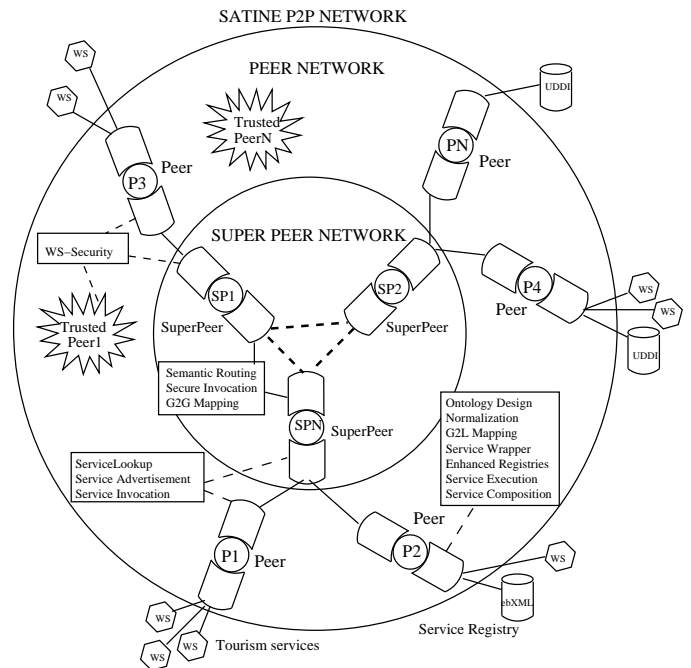 SATINE P2P NETWORK
WS
PEER NETWORK
WS
UDDI
Trusted
PeerN
PN
Peer
P3
Peer
SUPER PEER NETWORK
WS-Security
SP1
SP2
P4
Peer
WS
WS
Trusted
Peer1
SuperPeer
SuperPeer
UDDI
Semantic Routing
Secure Invocation
G2G Mapping
SPN
SuperPeer
Ontology Design
Normalization
G2L Mapping
Service Wrapper
Enhanced Registries
Service Execution
Service Composition
ServiceLookup
Service Advertisement
Service Invocation
Peer
P1
Peer
P2
WS
ebXML
WS
WS
WS
Tourism services
Service Registry